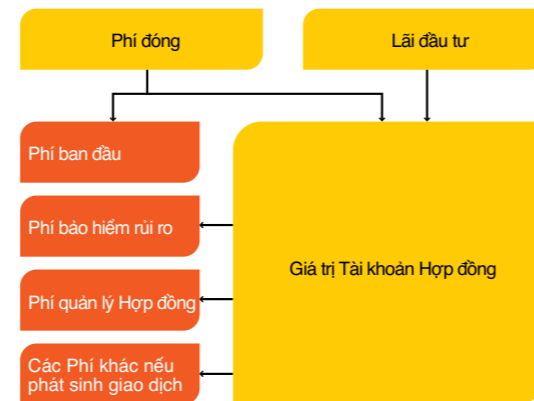 Phí đóng
Lãi đầu tư
Phí ban đầu
Phí bảo hiểm rủi ro
Giá trị Tài khoản Hợp đồng
Phí quản lý Hợp đồng
Các Phí khác nếu
phát sinh giao dịch